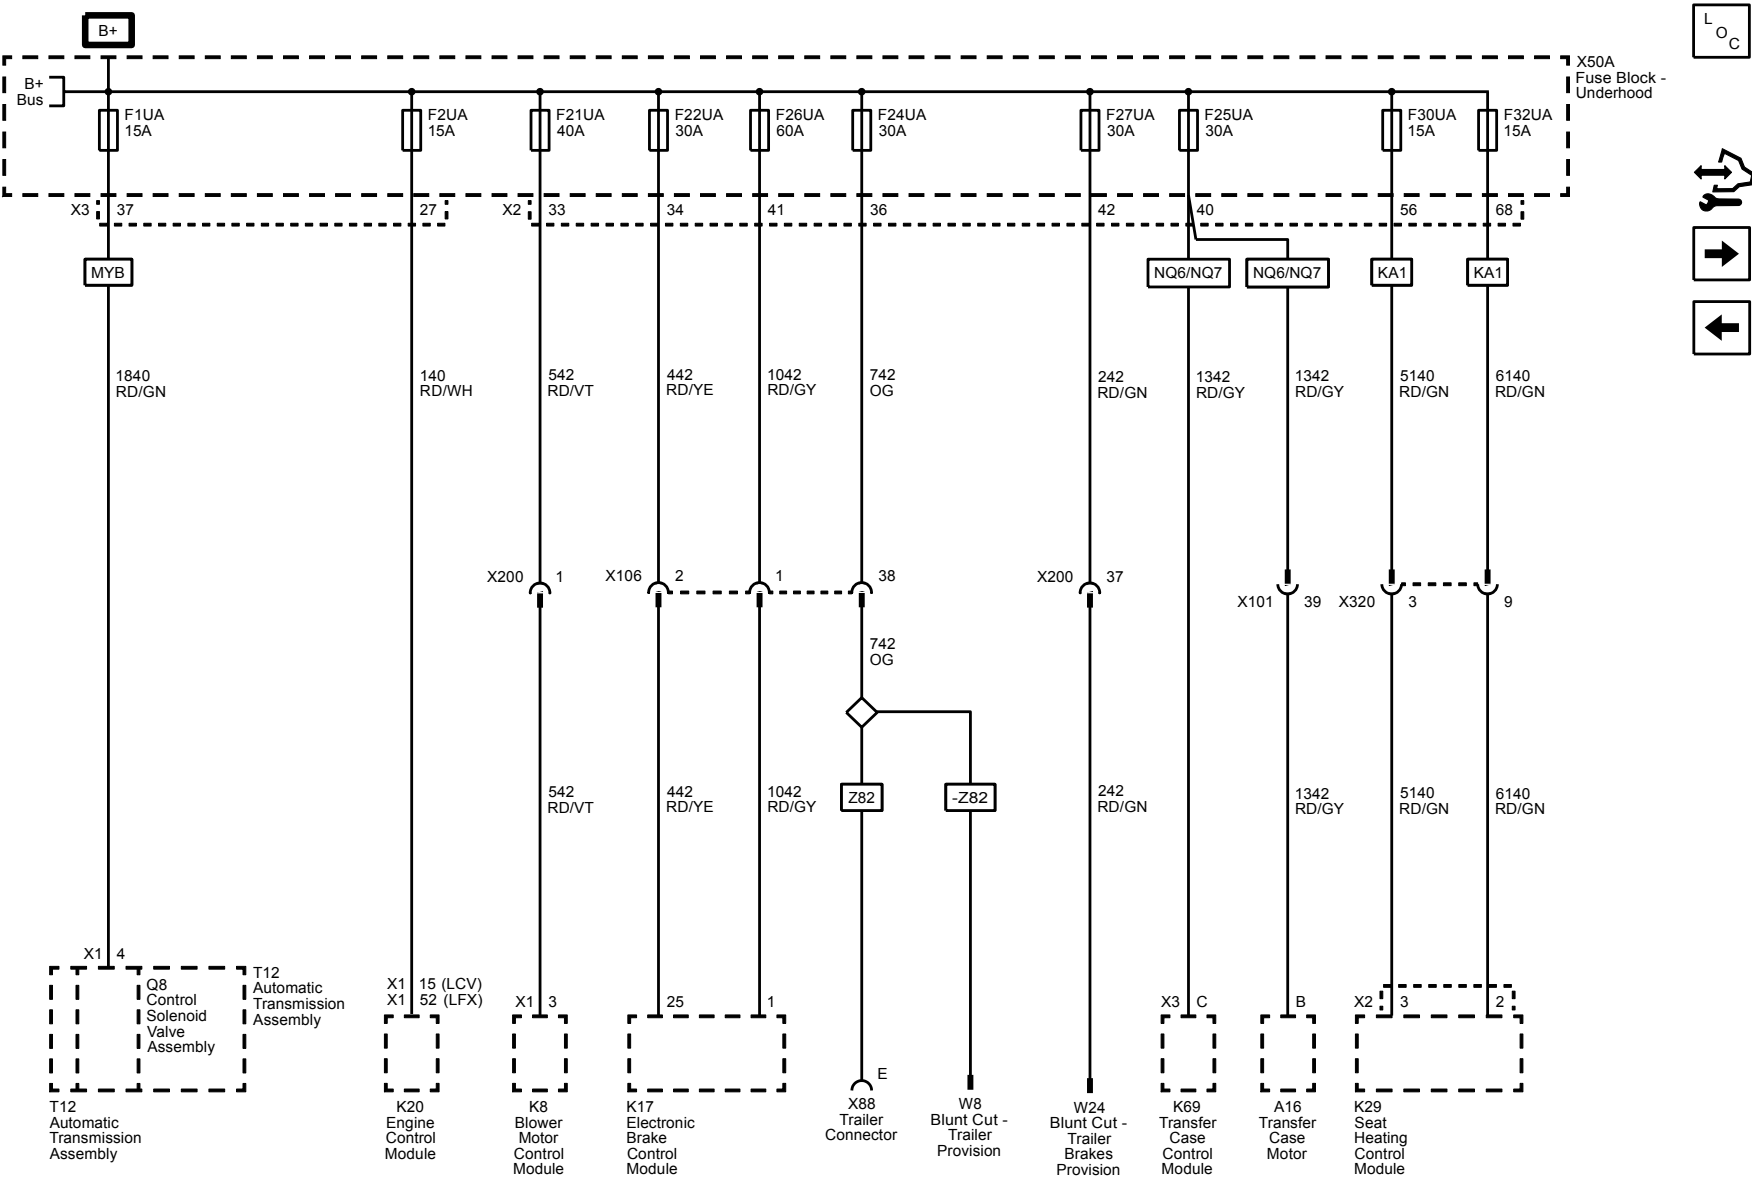 B+
L
O
C
X50A
Fuse Block -
Underhood
B+
Bus
F1UA
15A
F2UA
15A
F21UA
40A
F22UA
30A
F26UA
60A
F24UA
30A
F27UA
30A
F25UA
30A
F30UA
15A
F32UA
15A
X3 37
27
X2 33
34
41
36
42
40
56
68
MYB
NQ6/NQ7
NQ6/NQ7
KA1
KA1
1840
RD/GN
140
RD/WH
542
RD/VT
442
RD/YE
1042
RD/GY
742
OG
242
RD/GN
1342
RD/GY
1342
RD/GY
5140
RD/GN
6140
RD/GN
X200 1
X106 2
1
38
X200 37
X101 39
X320 3
9
742
OG
542
RD/VT
442
RD/YE
1042
RD/GY
Z82
-Z82
242
RD/GN
1342
RD/GY
5140
RD/GN
6140
RD/GN
X1 4
Q8
Control
Solenoid
Valve
Assembly
T12
Automatic
Transmission
Assembly
X1 15 (LCV)
X1 52 (LFX)
X1 3
25
1
E
X3 C
B
X2 3
2
T12
Automatic
Transmission
Assembly
K20
Engine
Control
Module
K8
Blower
Motor
Control
Module
K17
Electronic
Brake
Control
Module
X88
Trailer
Connector
W8
Blunt Cut -
Trailer
Provision
W24
Blunt Cut -
Trailer
Brakes
Provision
K69
Transfer
Case
Control
Module
A16
Transfer
Case
Motor
K29
Seat
Heating
Control
Module